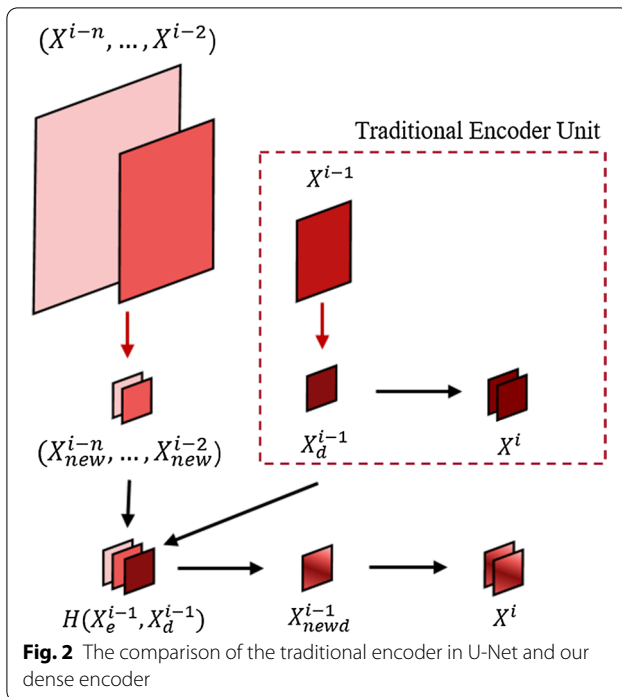 (X^{i-n}, ..., X^{i-2})
Traditional Encoder Unit
X^{i-1}
X_d^{i-1}
X^i
(X_{new}^{i-n}, ..., X_{new}^{i-2})
H(X_e^{i-1}, X_d^{i-1})
X_{newd}^{i-1}
X^i
Fig. 2 The comparison of the traditional encoder in U-Net and our
dense encoder